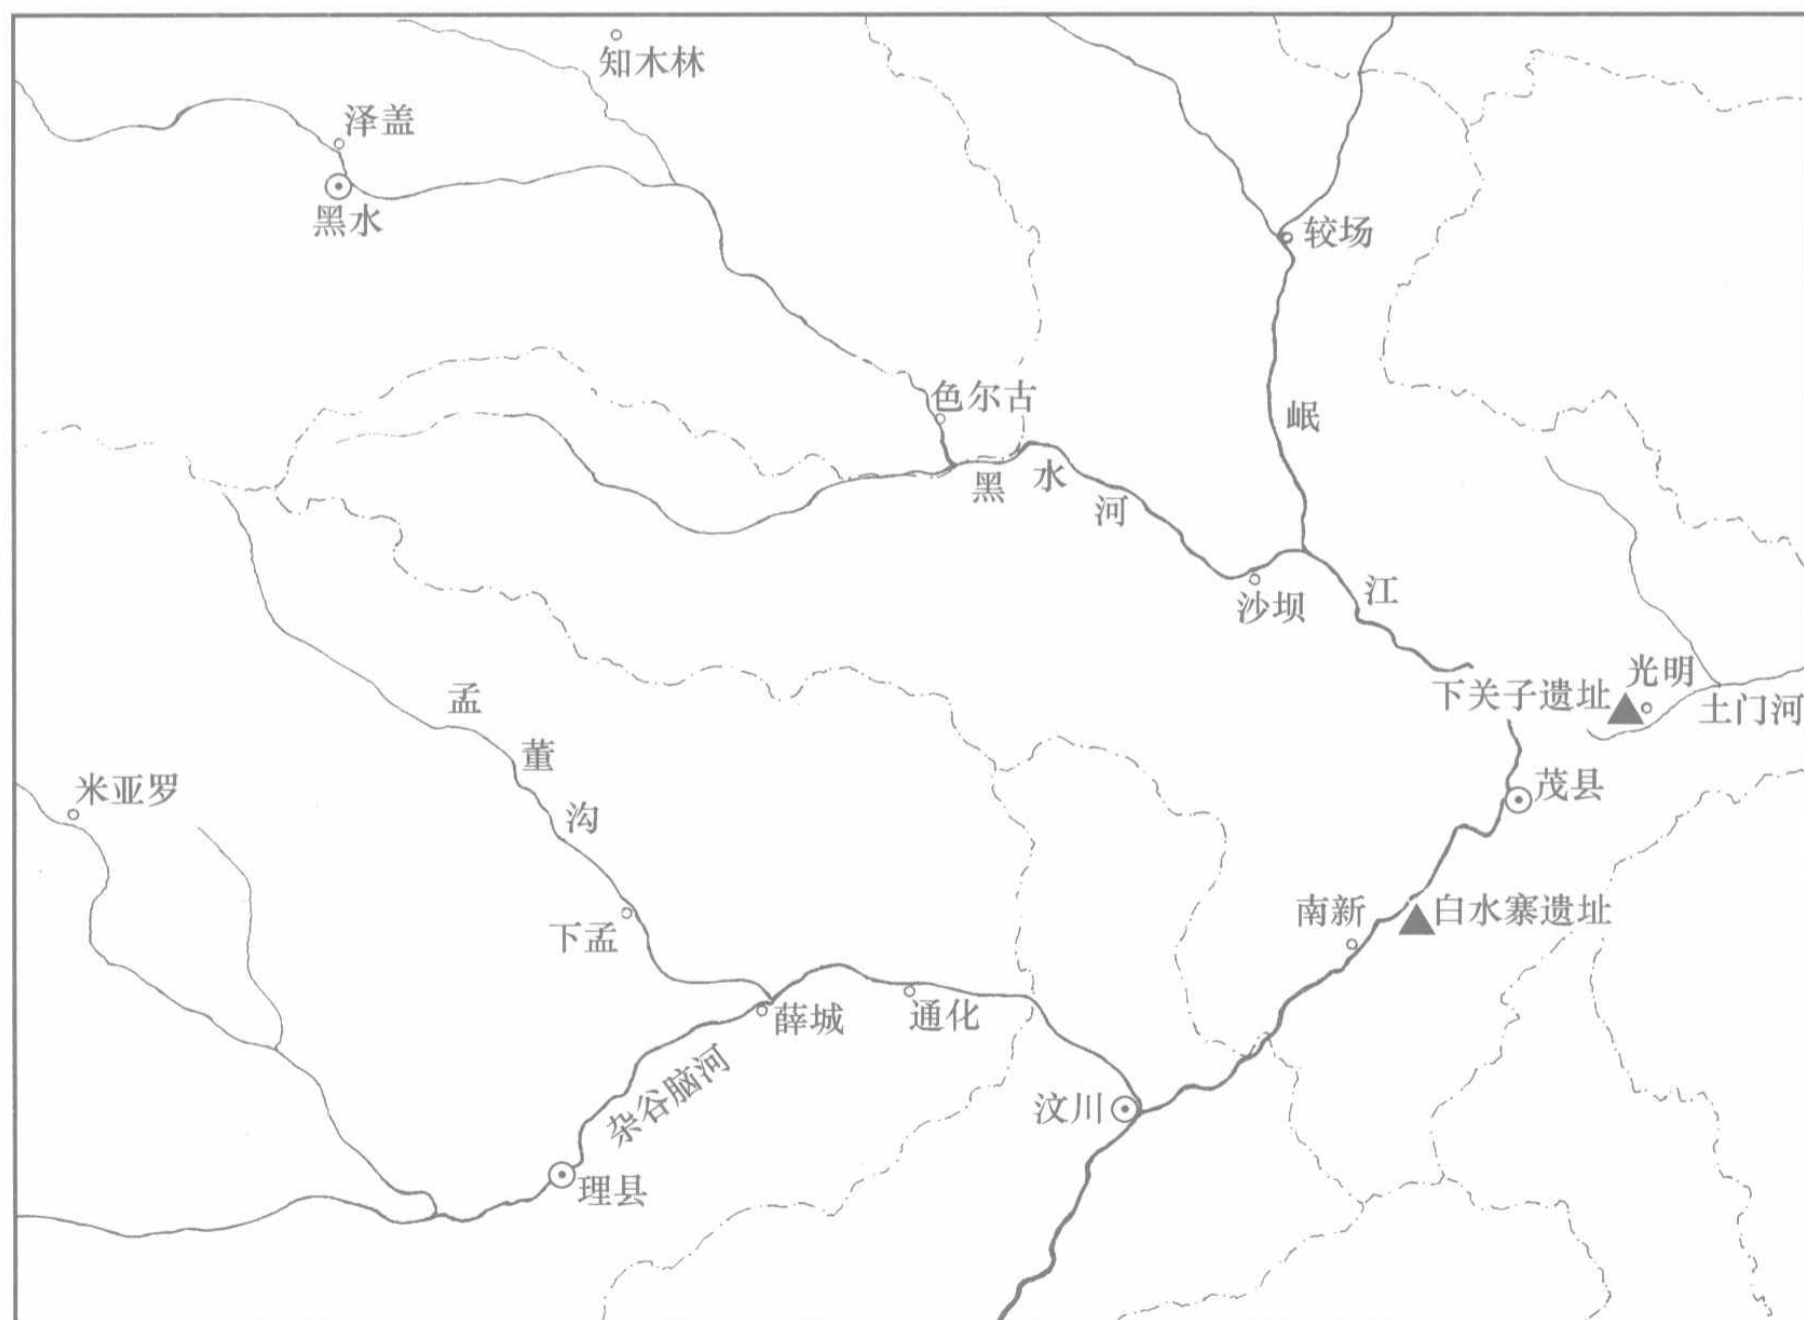 知木林
泽盖
黑水
较场
色尔古
岷
江
黑
水
河
沙坝
光明
下关子遗址
土门河
孟
董
沟
米亚罗
茂县
南新
白水寨遗址
下孟
薛城
通化
杂谷脑河
汶川
理县